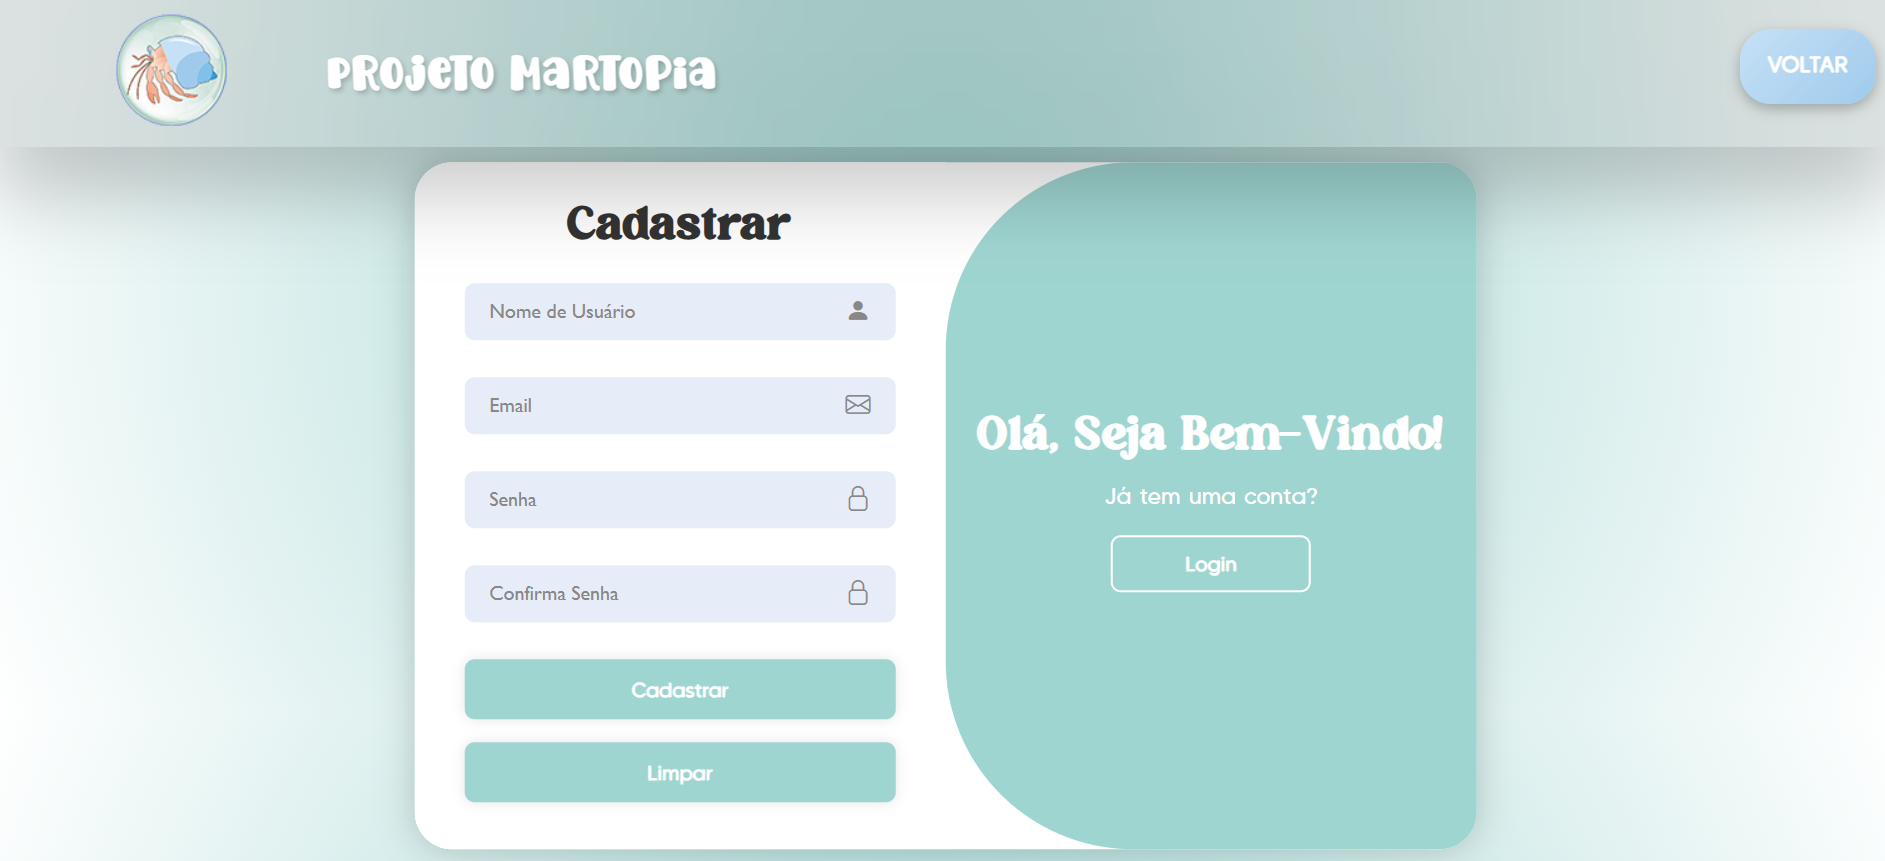 PROJETO MARTOPIA
VOLTAR
Cadastrar
Nome de Usuário
Email
Senha
Confirma Senha
Cadastrar
Limpar
Olá, Seja Bem-Vindo!
Já tem uma conta?
Login